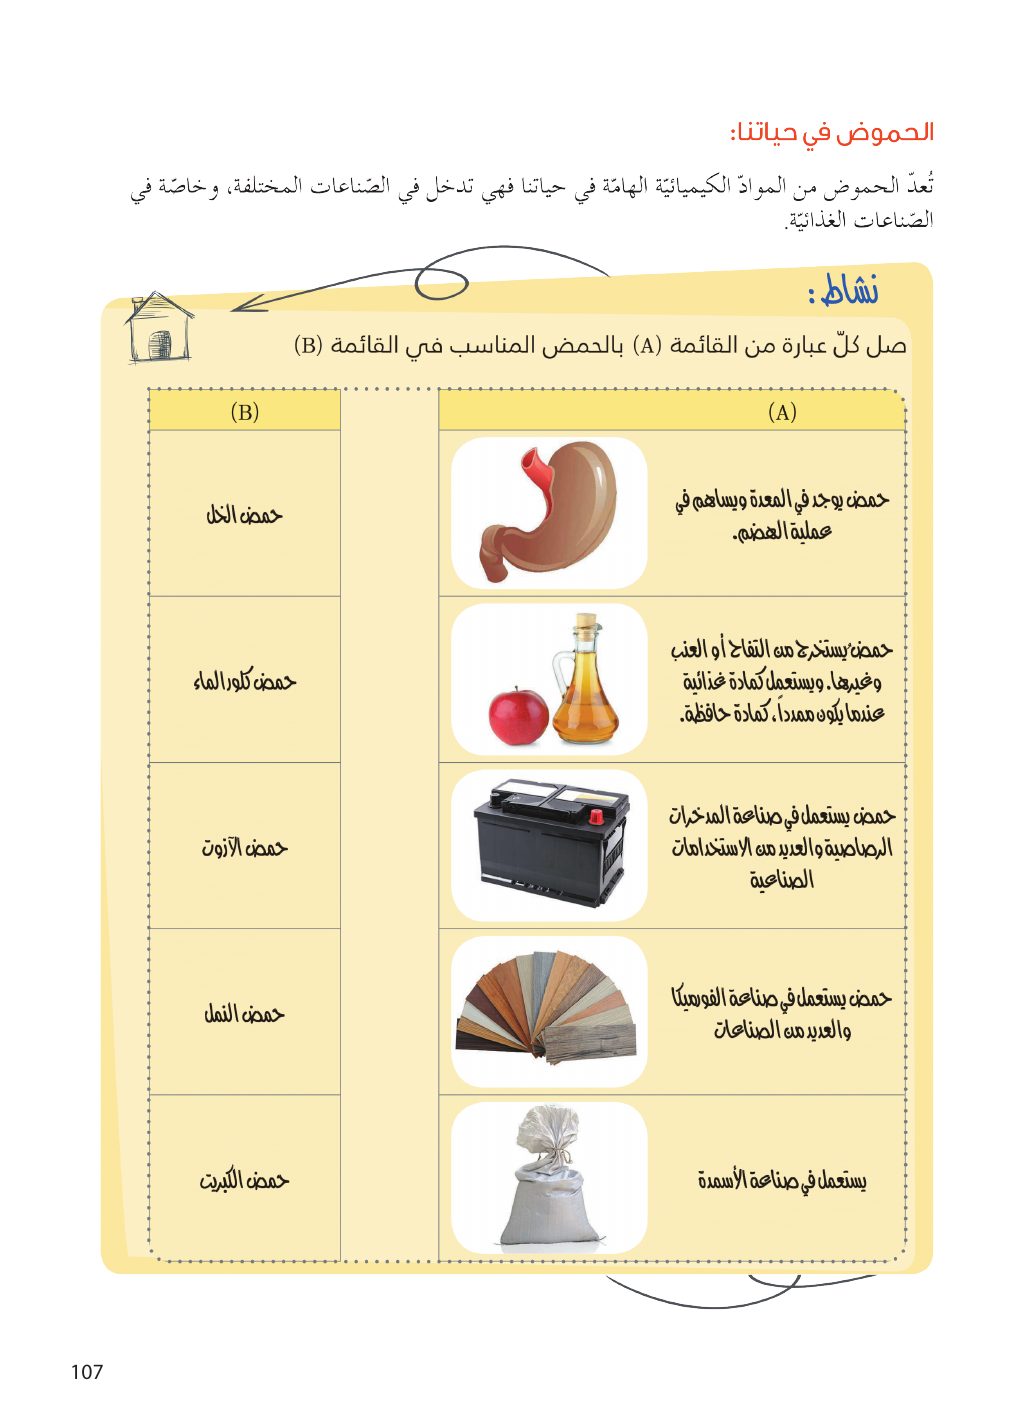 الحموض في حياتنا:
تُعدّ الحموض من الموادّ الكيميائيّة الهامّة في حياتنا فهي تدخل في الصّناعات المختلفة، وخاصّة في
الصّناعات الغذائيّة.
نشاط:
صل كلّ عبارة من القائمة (A) بالحمض المناسب في القائمة (B)
(A)
(B)
حمض يوجد في المعدة ويساهم في
عملية الهضم.
حمض الخل
حمضٌ يستخرج من التفاح أو العنب
وغيرها. ويستعمل كمادة غذائية
عندما يكون ممدداً، كمادة حافظة.
حمض كلور الماء
حمض يستعمل في صناعة المدخرات
الرصاصية والعديد من الاستخدامات
الصناعية
حمض الآزوت
حمض يستعمل في صناعة الفورميكا
والعديد من الصناعات
حمض النمل
يستعمل في صناعة الأسمدة
حمض الكبريت
107